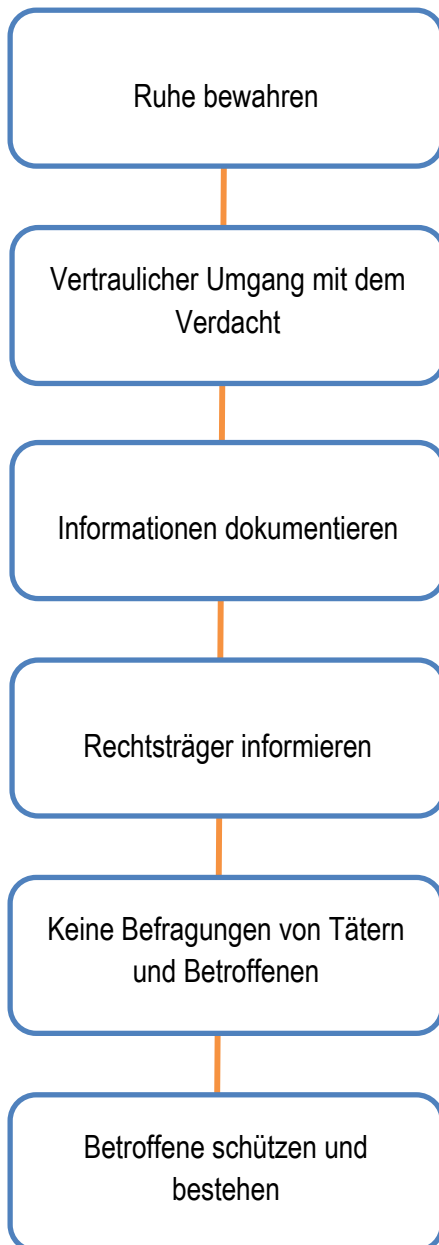 Ruhe bewahren
Vertraulicher Umgang mit dem
Verdacht
Informationen dokumentieren
Rechtsträger informieren
Keine Befragungen von Tätern
und Betroffenen
Betroffene schützen und
bestehen